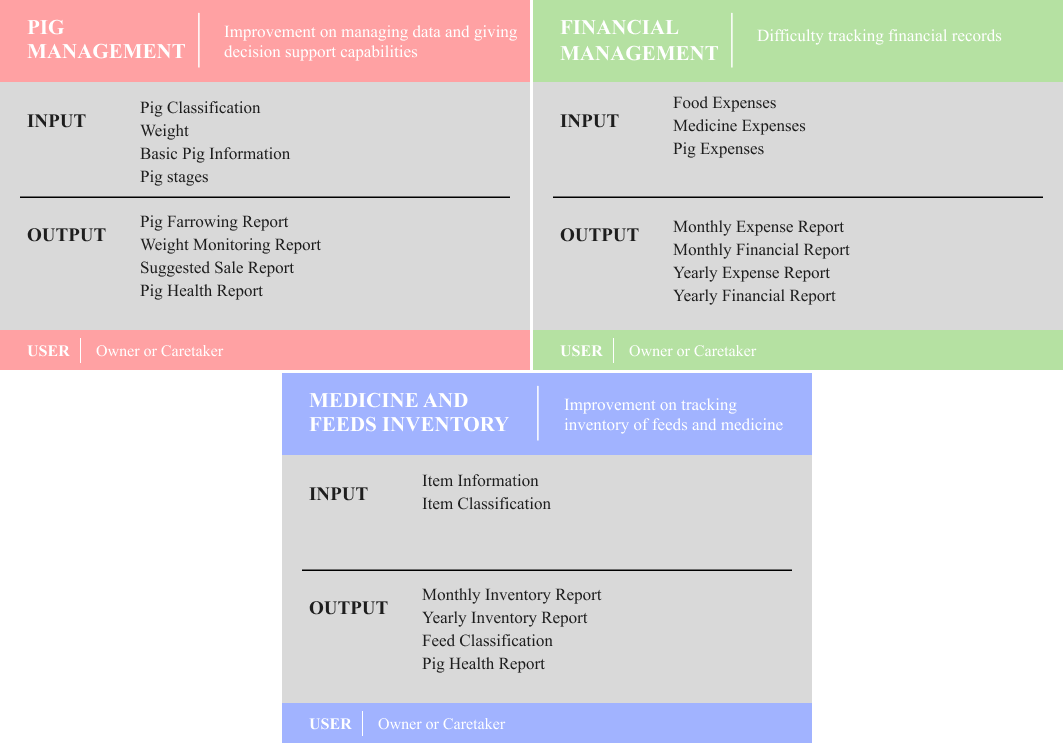 PIG
MANAGEMENT
Improvement on managing data and giving
decision support capabilities
INPUT
Pig Classification
Weight
Basic Pig Information
Pig stages
OUTPUT
Pig Farrowing Report
Weight Monitoring Report
Suggested Sale Report
Pig Health Report
USER
Owner or Caretaker
FINANCIAL
MANAGEMENT
Difficulty tracking financial records
INPUT
Food Expenses
Medicine Expenses
Pig Expenses
OUTPUT
Monthly Expense Report
Monthly Financial Report
Yearly Expense Report
Yearly Financial Report
USER
Owner or Caretaker
MEDICINE AND
FEEDS INVENTORY
Improvement on tracking
inventory of feeds and medicine
INPUT
Item Information
Item Classification
OUTPUT
Monthly Inventory Report
Yearly Inventory Report
Feed Classification
Pig Health Report
USER
Owner or Caretaker